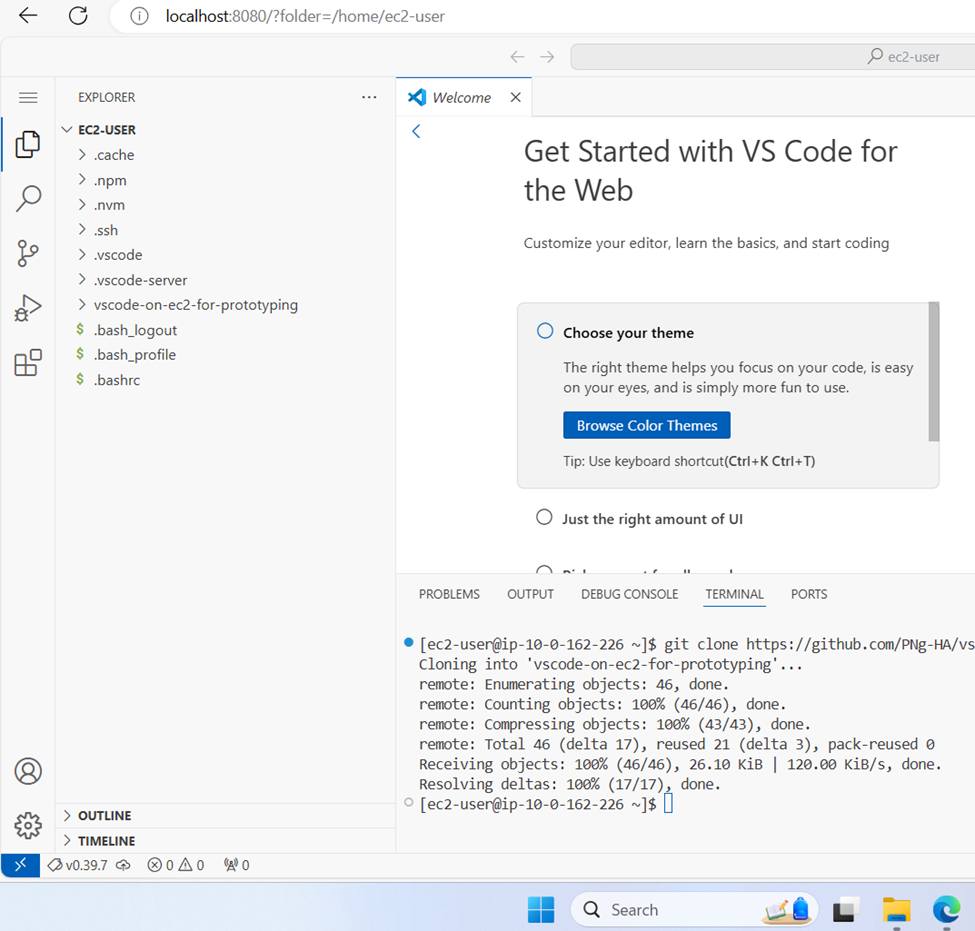 localhost:8080/?folder=/home/ec2-user
ec2-user
EXPLORER
EC2-USER
.cache
.npm
.nvm
.ssh
.vscode
.vscode-server
vscode-on-ec2-for-prototyping
$ .bash_logout
$ .bash_profile
$ .bashrc
OUTLINE
TIMELINE
Welcome
Get Started with VS Code for
the Web
Customize your editor, learn the basics, and start coding
Choose your theme
The right theme helps you focus on your code, is easy
on your eyes, and is simply more fun to use.
Browse Color Themes
Tip: Use keyboard shortcut(Ctrl+K Ctrl+T)
Just the right amount of UI
PROBLEMS OUTPUT DEBUG CONSOLE TERMINAL PORTS
[ec2-user@ip-10-0-162-226 ~]$ git clone https://github.com/PNg-HA/vs
Cloning into 'vscode-on-ec2-for-prototyping'...
remote: Enumerating objects: 46, done.
remote: Counting objects: 100% (46/46), done.
remote: Compressing objects: 100% (43/43), done.
remote: Total 46 (delta 17), reused 21 (delta 3), pack-reused 0
Receiving objects: 100% (46/46), 26.10 KiB | 120.00 KiB/s, done.
Resolving deltas: 100% (17/17), done.
[ec2-user@ip-10-0-162-226 ~]$
v0.39.7 0 0 0
Search